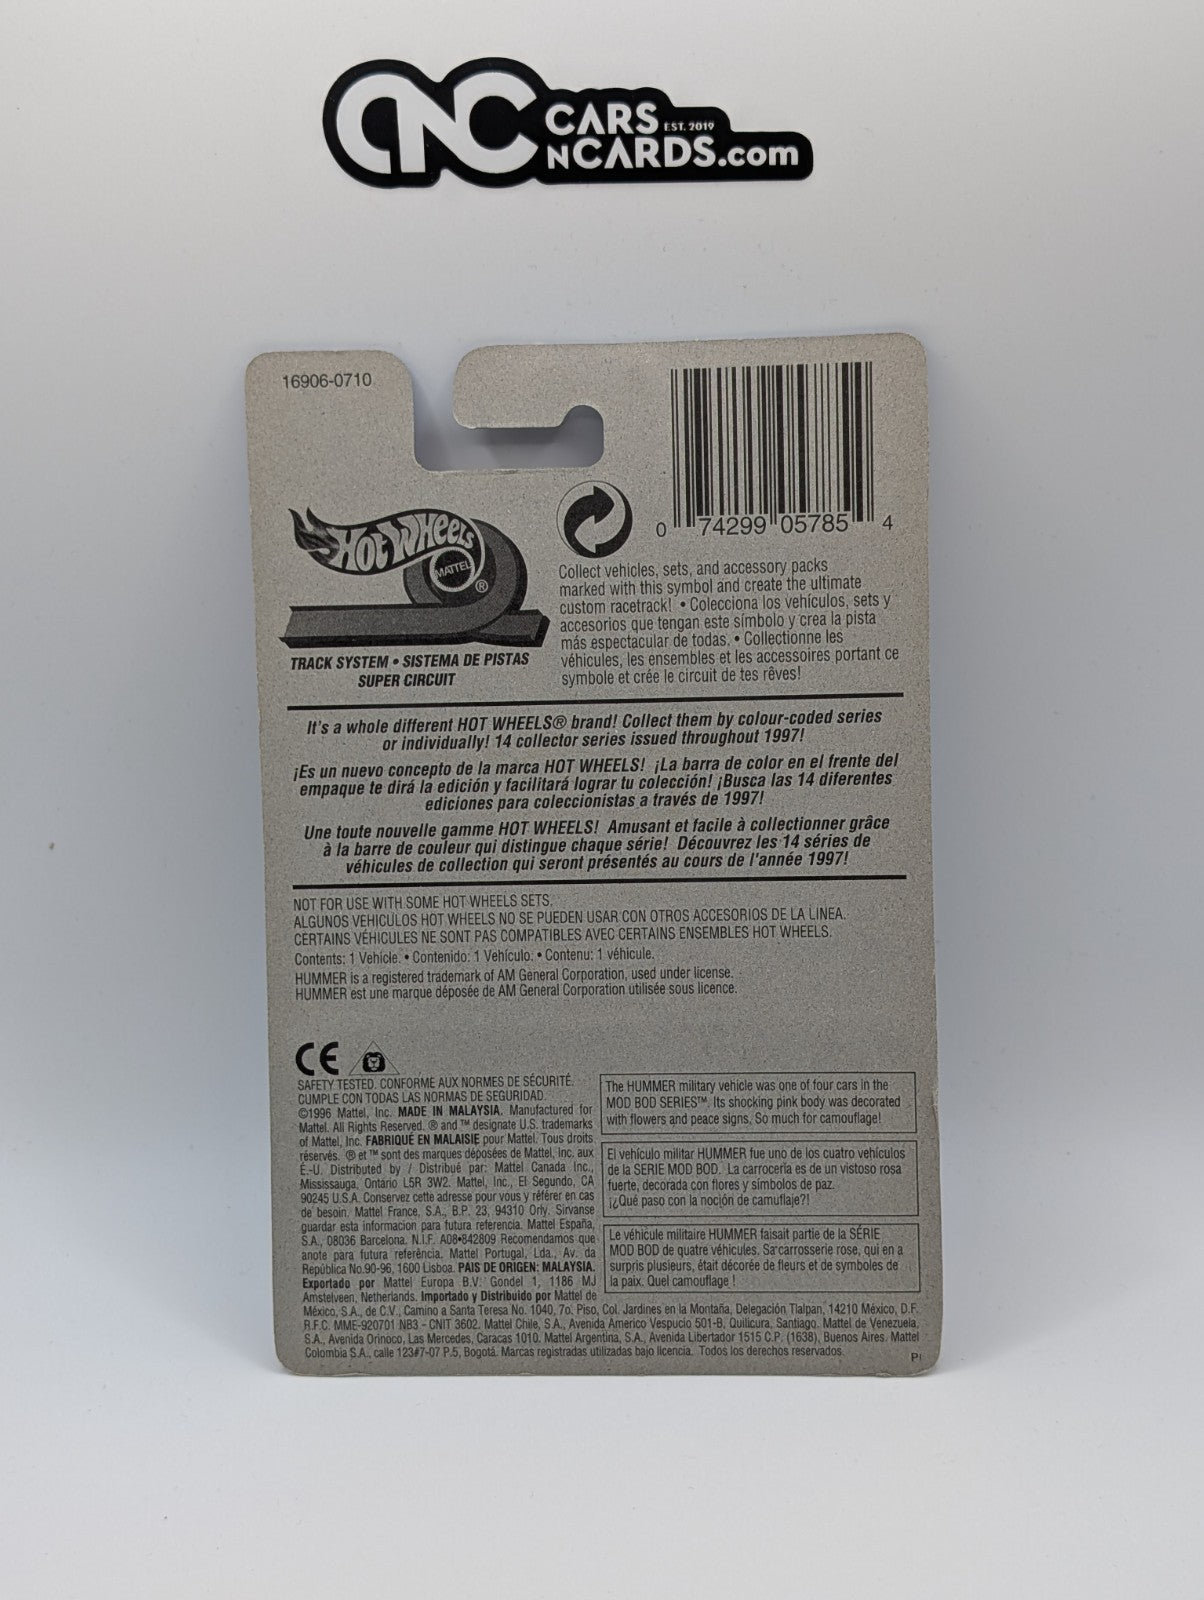 CNC CARS EST. 2019
NCARDS.com
16906-0710
0 74299 05785 4
HOT WHEELS
MATTEL
®
TRACK SYSTEM • SISTEMA DE PISTAS
SUPER CIRCUIT
Collect vehicles, sets, and accessory packs
marked with this symbol and create the ultimate
custom racetrack! • Colecciona los vehículos, sets y
accesorios que tengan este símbolo y crea la pista
más espectacular de todas. • Collectionne les
véhicules, les ensembles et les accessoires portant ce
symbole et crée le circuit de tes rêves!
It's a whole different HOT WHEELS® brand! Collect them by colour-coded series
or individually! 14 collector series issued throughout 1997!
¡Es un nuevo concepto de la marca HOT WHEELS! ¡La barra de color en el frente del
empaque te dirá la edición y facilitará lograr tu colección! ¡Busca las 14 diferentes
ediciones para coleccionistas a través de 1997!
Une toute nouvelle gamme HOT WHEELS! Amusant et facile à collectionner grâce
à la barre de couleur qui distingue chaque série! Découvrez les 14 séries de
véhicules de collection qui seront présentés au cours de l'année 1997!
NOT FOR USE WITH SOME HOT WHEELS SETS.
ALGUNOS VEHICULOS HOT WHEELS NO SE PUEDEN USAR CON OTROS ACCESORIOS DE LA LINEA.
CERTAINS VÉHICULES NE SONT PAS COMPATIBLES AVEC CERTAINS ENSEMBLES HOT WHEELS.
Contents: 1 Vehicle. • Contenido: 1 Vehículo. • Contenu: 1 véhicule.
HUMMER is a registered trademark of AM General Corporation, used under license.
HUMMER est une marque déposée de AM General Corporation utilisée sous licence.
CE
SAFETY TESTED. CONFORME AUX NORMES DE SÉCURITÉ.
CUMPLE CON TODAS LAS NORMAS DE SEGURIDAD.
©1996 Mattel, Inc. MADE IN MALAYSIA. Manufactured for
Mattel. All Rights Reserved. ® and ™ designate U.S. trademarks
of Mattel, Inc. FABRIQUÉ EN MALAISIE pour Mattel. Tous droits
réservés. ® et ™ sont des marques déposées de Mattel, Inc. aux
É.-U. Distributed by / Distribué par: Mattel Canada Inc.,
Mississauga, Ontario L5R 3W2. Mattel, Inc., El Segundo, CA
90245 U.S.A. Conservez cette adresse pour vous y référer en cas
de besoin. Mattel France, S.A., B.P. 23, 94310 Orly. Sirvanse
guardar esta informacion para futura referencia. Mattel España,
S.A., 08036 Barcelona. N.I.F. A08•842809 Recomendamos que
anote para futura referência. Mattel Portugal, Lda., Av. da
República No.90-96, 1600 Lisboa. PAIS DE ORIGEN: MALAYSIA.
Exportado por Mattel Europa B.V. Gondel 1, 1186 MJ
Amstelveen, Netherlands. Importado y Distribuido por Mattel de
México, S.A., de C.V., Camino a Santa Teresa No. 1040, 7o. Piso, Col. Jardines en la Montaña, Delegación Tlalpan, 14210 México, D.F.
R.F.C. MME-920701 NB3 - CNIT 3602. Mattel Chile, S.A., Avenida Americo Vespucio 501-B, Quilicura, Santiago. Mattel de Venezuela,
S.A., Avenida Orinoco, Las Mercedes, Caracas 1010. Mattel Argentina, S.A., Avenida Libertador 1515 C.P. (1638), Buenos Aires. Mattel
Colombia S.A., calle 123#7-07 P.5, Bogotá. Marcas registradas utilizadas bajo licencia. Todos los derechos reservados.
The HUMMER military vehicle was one of four cars in the
MOD BOD SERIES™. Its shocking pink body was decorated
with flowers and peace signs. So much for camouflage!
El vehículo militar HUMMER fue uno de los cuatro vehículos
de la SERIE MOD BOD. La carrocería es de un vistoso rosa
fuerte, decorada con flores y símbolos de paz.
¡¿Qué paso con la noción de camuflaje?!
Le véhicule militaire HUMMER faisait partie de la SÉRIE
MOD BOD de quatre véhicules. Sa carrosserie rose, qui en a
surpris plusieurs, était décorée de fleurs et de symboles de
la paix. Quel camouflage !